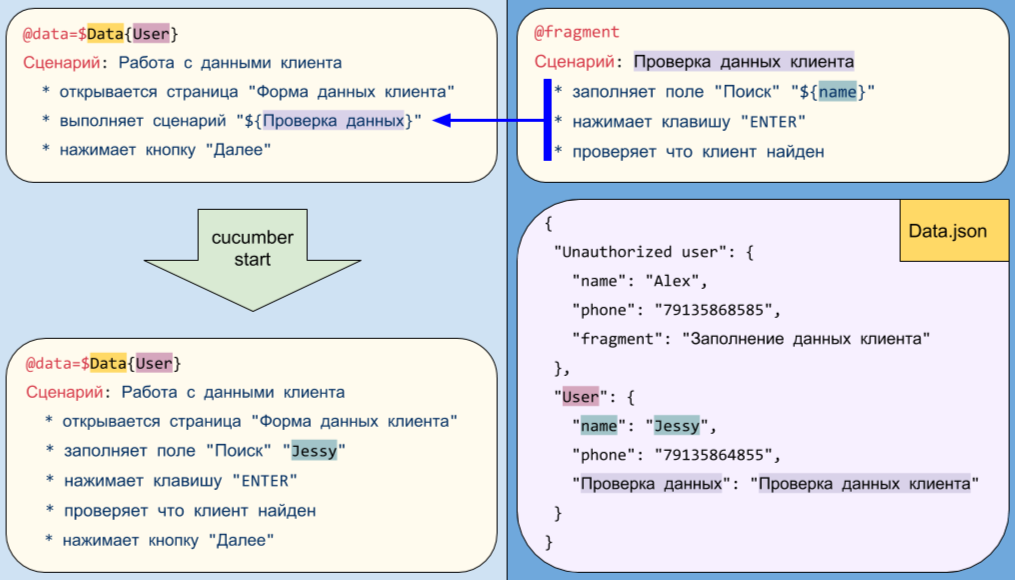 @data=$Data{User}
Сценарий: Работа с данными клиента
* открывается страница "Форма данных клиента"
* выполняет сценарий "${Проверка данных}"
* нажимает кнопку "Далее"
cucumber
start
@data=$Data{User}
Сценарий: Работа с данными клиента
* открывается страница "Форма данных клиента"
* заполняет поле "Поиск" "Jessy"
* нажимает клавишу "ENTER"
* проверяет что клиент найден
* нажимает кнопку "Далее"
@fragment
Сценарий: Проверка данных клиента
* заполняет поле "Поиск" "${name}"
* нажимает клавишу "ENTER"
* проверяет что клиент найден
Data.json
{
"Unauthorized user": {
"name": "Alex",
"phone": "79135868585",
"fragment": "Заполнение данных клиента"
},
"User": {
"name": "Jessy",
"phone": "79135864855",
"Проверка данных": "Проверка данных клиента"
}
}